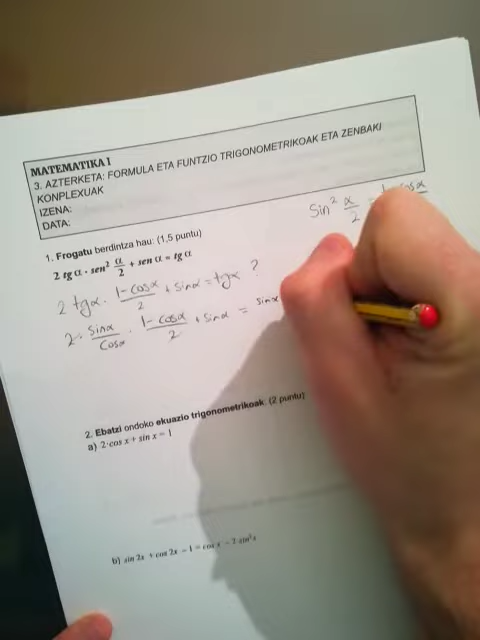 MATEMATIKA I
3. AZTERKETA: FORMULA ETA FUNTZIO TRIGONOMETRIKOAK ETA ZENBAKI
KONPLEXUAK
IZENA:
DATA:
Sin² α/2 = 1-cosα
1. Frogatu berdintza hau: (1,5 puntu)
2 tg α · sen² α/2 + sen α = tg α
2 tgα · (1-cosα)/2 + sinα = tgα ?
2 · sinα/cosα · (1-cosα)/2 + sinα = sinα
2. Ebatzi ondoko ekuazio trigonometrikoak: (2 puntu)
a) 2·cos x + sin x = 1
b) sin 2x + cos 2x - 1 = cos x - 2·sin²x